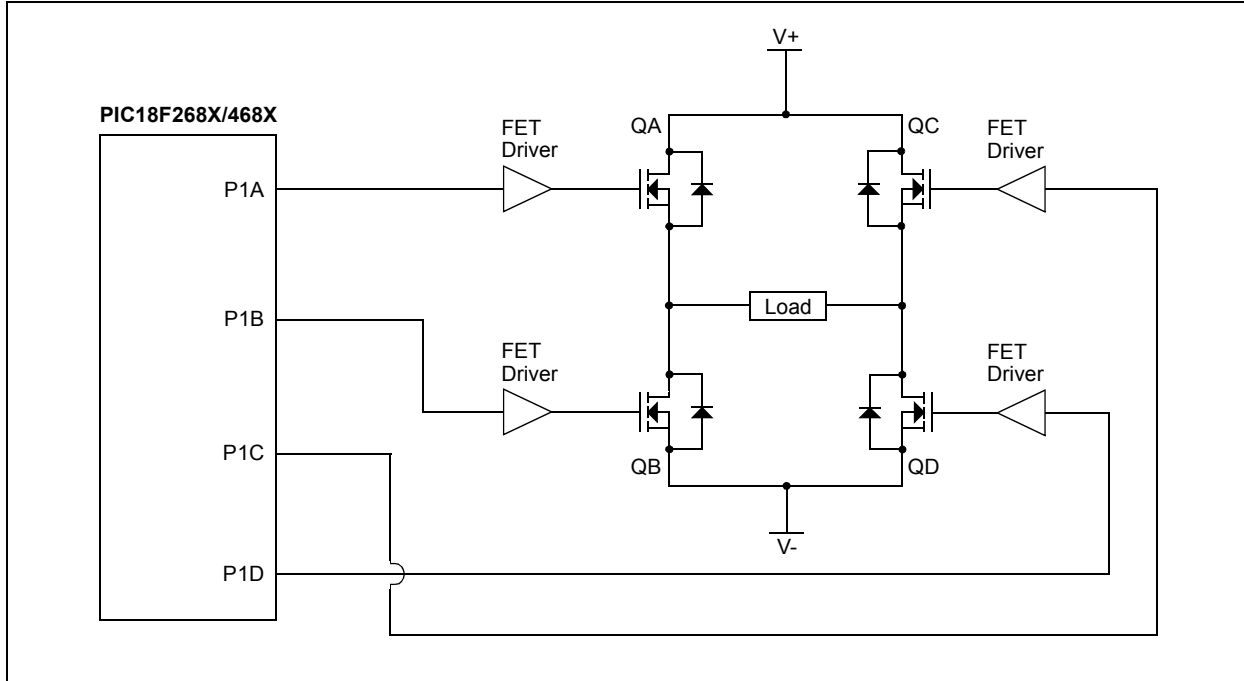 V+
PIC18F268X/468X
FET
Driver
QA
QC
FET
Driver
P1A
P1B
Load
FET
Driver
FET
Driver
P1C
QB
QD
V-
P1D